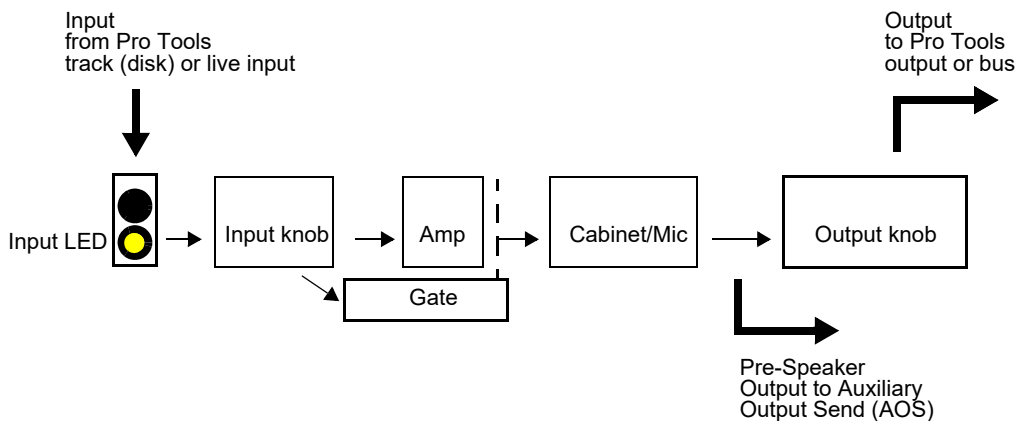 Input
from Pro Tools
track (disk) or live input
Output
to Pro Tools
output or bus
Input LED
Input knob
Amp
Cabinet/Mic
Output knob
Gate
Pre-Speaker
Output to Auxiliary
Output Send (AOS)